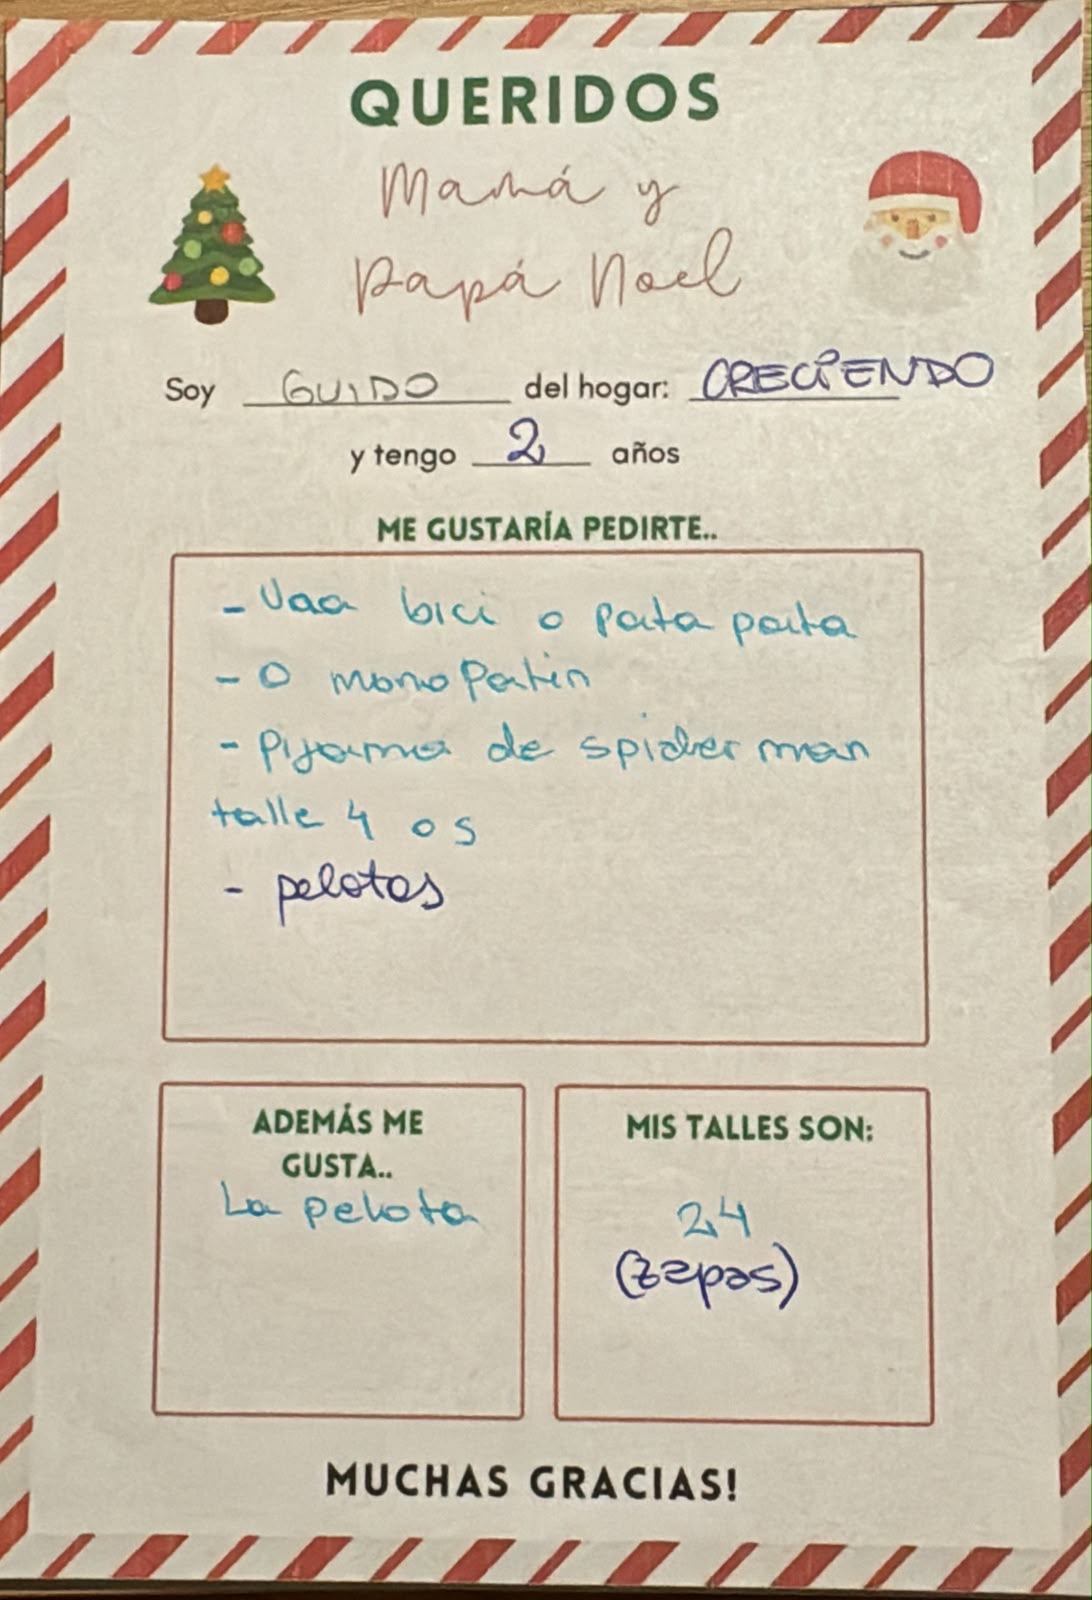 QUERIDOS
Mamá y
Papá Noel
Soy GUIDO del hogar: CRECIENDO
y tengo 2 años
ME GUSTARÍA PEDIRTE..
- Una bici o pata pata
- O mono Patin
- Pijama de spider man
talle 4 o 5
- pelotas
ADEMÁS ME
GUSTA..
La pelota
MIS TALLES SON:
24
(zapas)
MUCHAS GRACIAS!